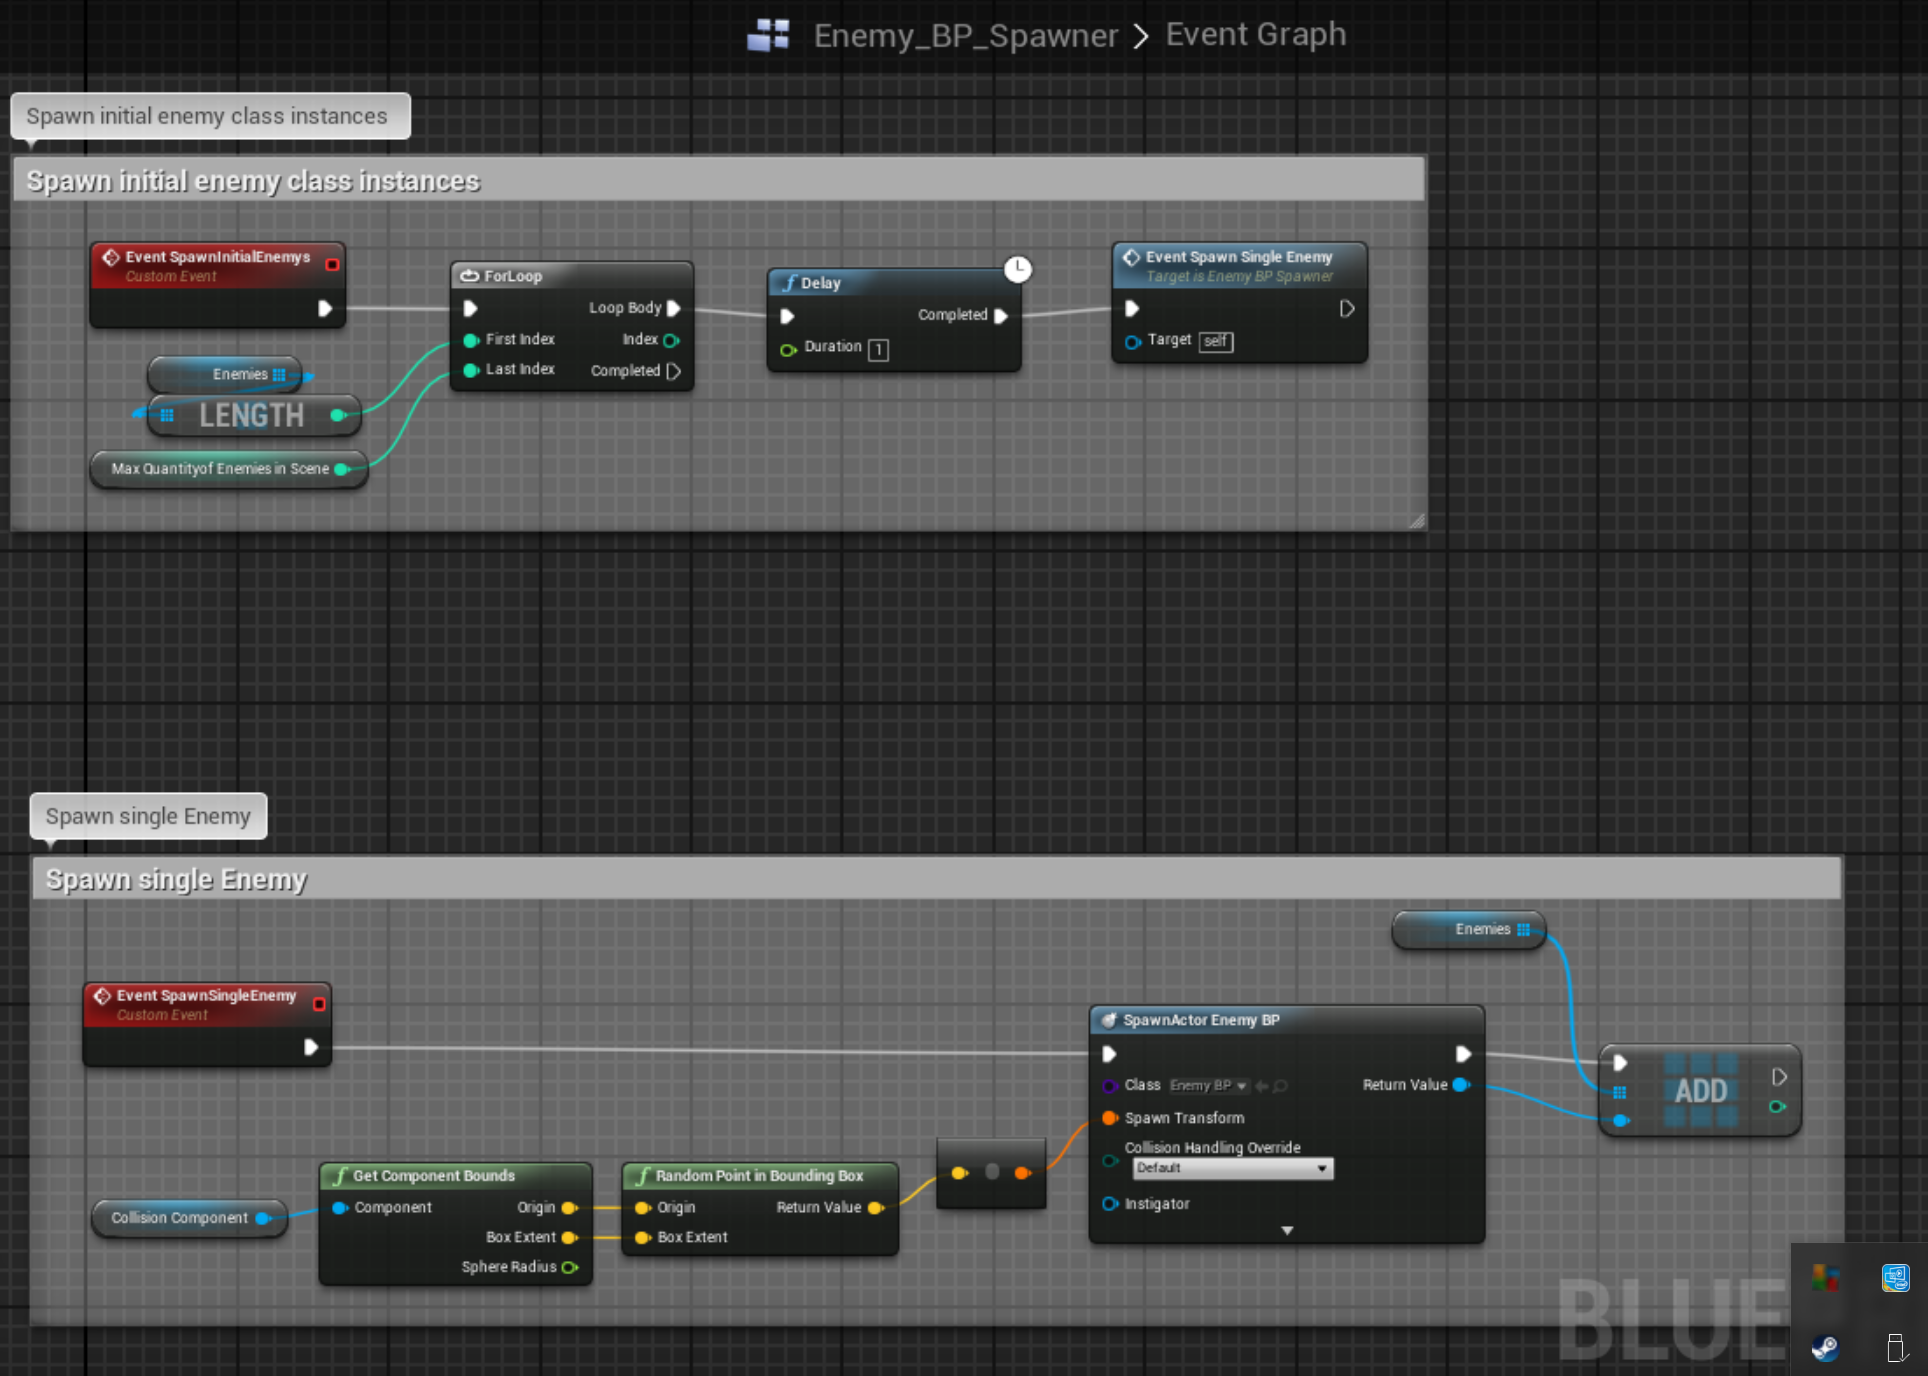 Enemy_BP_Spawner > Event Graph
Spawn initial enemy class instances
Spawn initial enemy class instances
Event SpawnInitialEnemys
Custom Event
ForLoop
Loop Body
First Index
Index
Last Index
Completed
Delay
Completed
Duration 1
Event Spawn Single Enemy
Target is Enemy BP Spawner
Target self
Enemies
LENGTH
Max Quantityof Enemies in Scene
Spawn single Enemy
Spawn single Enemy
Event SpawnSingleEnemy
Custom Event
Collision Component
Get Component Bounds
Component
Origin
Box Extent
Sphere Radius
Random Point in Bounding Box
Origin
Return Value
Box Extent
SpawnActor Enemy BP
Class Enemy BP
Return Value
Spawn Transform
Collision Handling Override
Default
Instigator
Enemies
ADD
BLUE